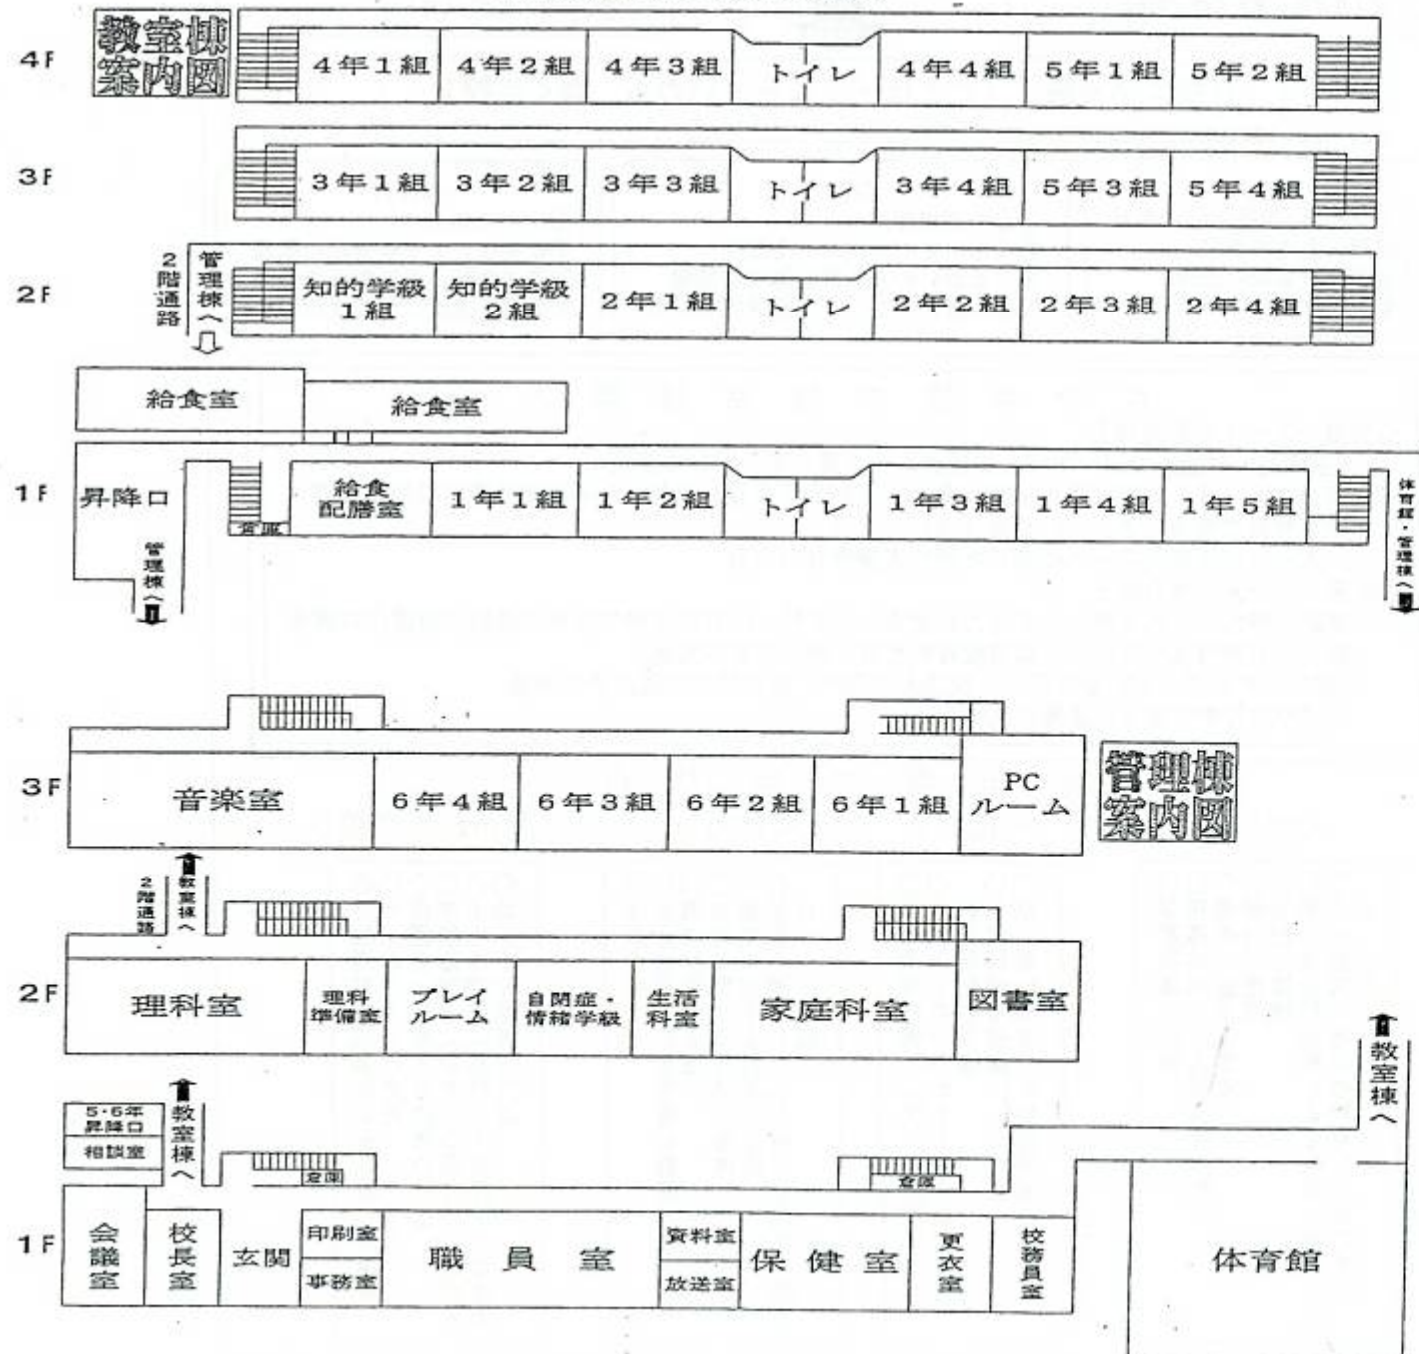 教室棟
案内図
4F
4年1組 4年2組 4年3組 トイレ 4年4組 5年1組 5年2組
3F
3年1組 3年2組 3年3組 トイレ 3年4組 5年3組 5年4組
2階通路
管理棟へ
2F
知的学級
1組
知的学級
2組
2年1組 トイレ 2年2組 2年3組 2年4組
給食室
給食室
1F
昇降口
管理棟へ
倉庫
給食
配膳室
1年1組 1年2組 トイレ 1年3組 1年4組 1年5組
体育館・管理棟へ
管理棟
案内図
3F
音楽室 6年4組 6年3組 6年2組 6年1組
PC
ルーム
2階通路
教室棟へ
2F
理科室
理科
準備室
プレイ
ルーム
自閉症・
情緒学級
生活
科室
家庭科室
図書室
教室棟へ
5・6年
昇降口
相談室
教室棟へ
倉庫
倉庫
1F
会議室
校長室
玄関
印刷室
事務室
職員室
資料室
放送室
保健室
更衣室
校務員室
体育館